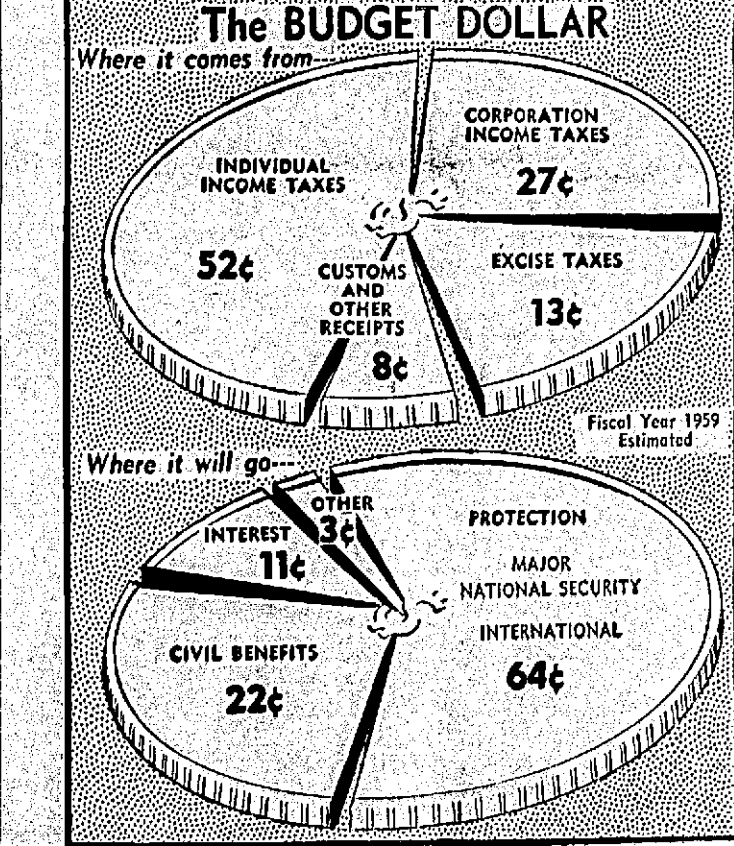 The BUDGET DOLLAR
Where it comes from---
CORPORATION
INCOME TAXES
27¢
INDIVIDUAL
INCOME TAXES
52¢
EXCISE TAXES
13¢
CUSTOMS
AND
OTHER
RECEIPTS
8¢
Fiscal Year 1959
Estimated
Where it will go---
OTHER
3¢
INTEREST
11¢
PROTECTION
MAJOR
NATIONAL SECURITY
INTERNATIONAL
64¢
CIVIL BENEFITS
22¢